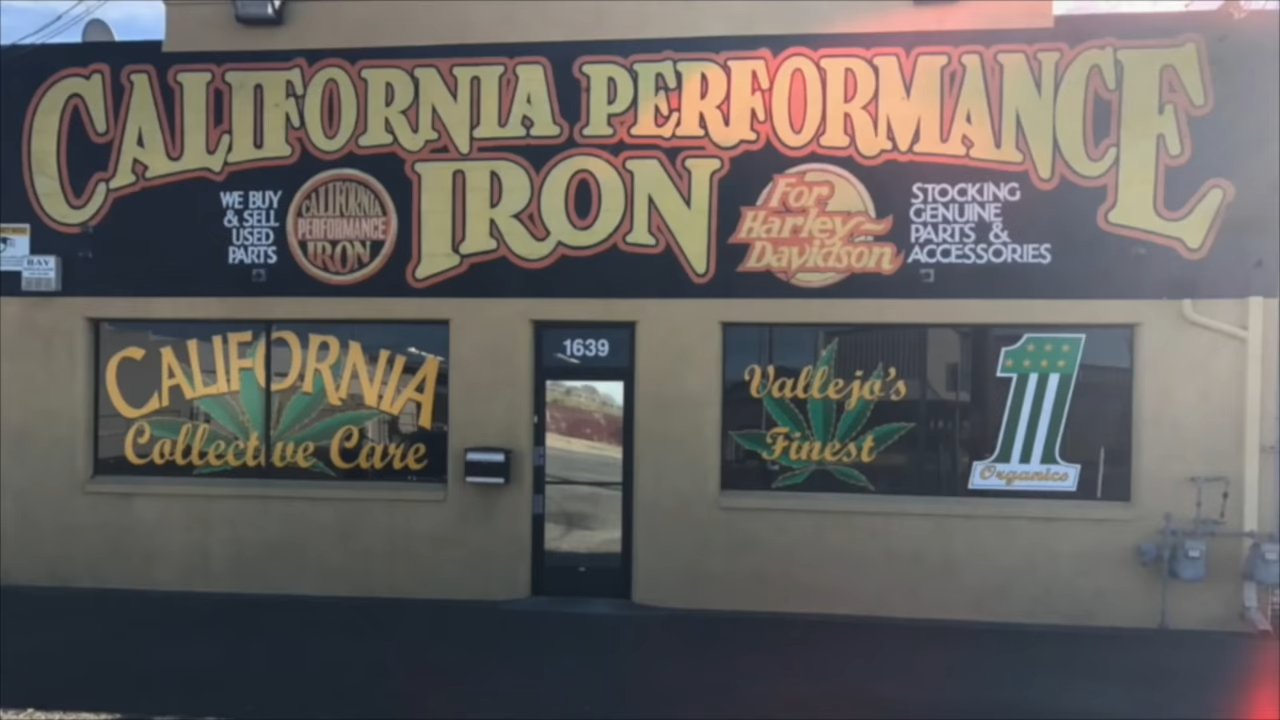 CALIFORNIA PERFORMANCE
IRON
WE BUY
& SELL
USED
PARTS
CALIFORNIA
PERFORMANCE
IRON
For
Harley-
Davidson
STOCKING
GENUINE
PARTS &
ACCESSORIES
BAY
CALIFORNIA
Collective Care
1639
Vallejo's
Finest
1
Organics